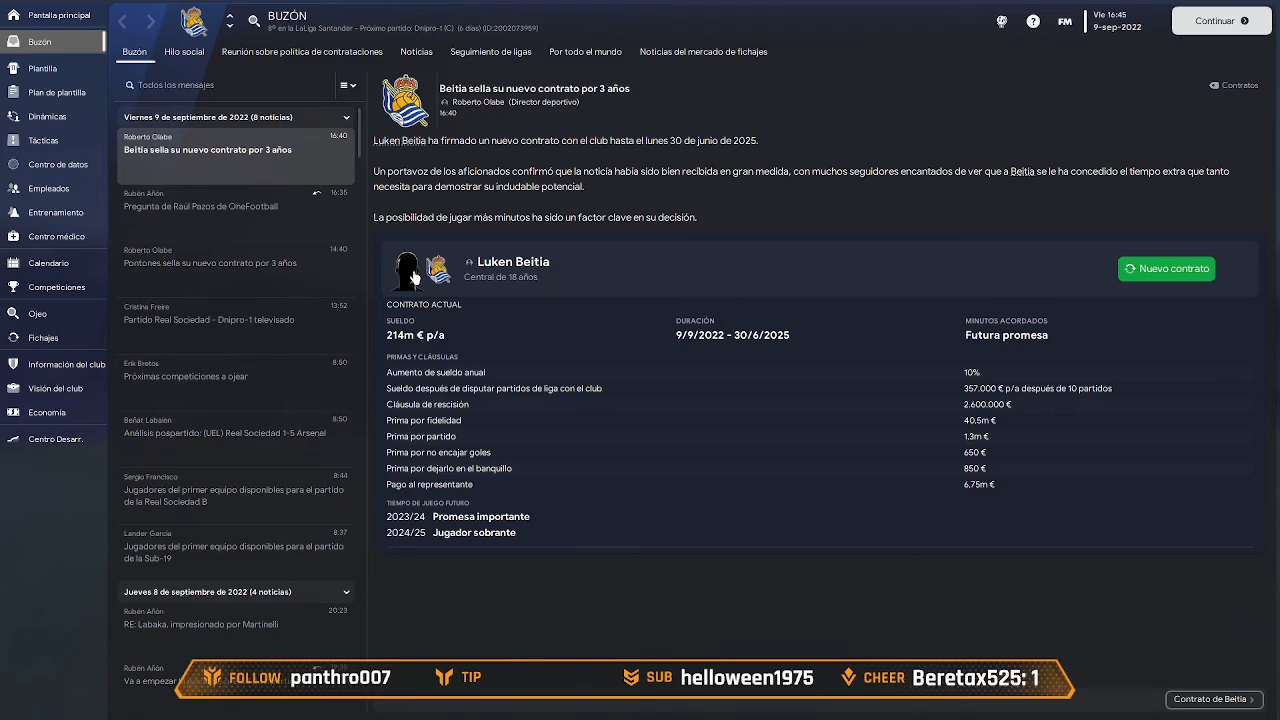 Menú principal
Buzón
Plantilla
Plan de plantilla
Dinámicas
Tácticas
Centro de datos
Empleados
Entrenamiento
Centro médico
Calendario
Competiciones
Ojeo
Fichajes
Información del club
Visión del club
Economía
Centro Desarr.
BUZÓN
8º en la LaLiga Santander - Próximo partido: Dnipro-1 (C) (ID:2002073989)
FM
Vie 16:45
9-sep-2022
Continuar
Buzón
Hilo social
Reunión sobre política de contrataciones
Noticias
Seguimiento de ligas
Por todo el mundo
Noticias del mercado de fichajes
Todos los mensajes
Viernes 9 de septiembre de 2022 (8 noticias)
Roberto Olabe 16:40
Beitia sella su nuevo contrato por 3 años
Rubén Añón 16:35
Pregunta de Raúl Pazos de OneFootball
Roberto Olabe 14:40
Pontones sella su nuevo contrato por 3 años
Cristina Freire 13:52
Partido Real Sociedad - Dnipro-1 televisado
Erik Bretos 8:50
Próximas competiciones a ojear
Beñat Labaien 8:50
Análisis pospartido: (UEL) Real Sociedad 1-5 Arsenal
Sergio Francisco 8:44
Jugadores del primer equipo disponibles para el partido
de la Real Sociedad B
Lander García 8:37
Jugadores del primer equipo disponibles para el partido
de la Sub-19
Jueves 8 de septiembre de 2022 (4 noticias)
Rubén Añón 20:23
RE: Labaka, impresionado por Martinelli
Rubén Añón
Va a empezar
Beitia sella su nuevo contrato por 3 años
Roberto Olabe (Director deportivo)
16:40
Contratos
Luken Beitia ha firmado un nuevo contrato con el club hasta el lunes 30 de junio de 2025.
Un portavoz de los aficionados confirmó que la noticia había sido bien recibida en gran medida, con muchos seguidores encantados de ver que a Beitia se le ha concedido el tiempo extra que tanto
necesita para demostrar su indudable potencial.
La posibilidad de jugar más minutos ha sido un factor clave en su decisión.
Luken Beitia
Central de 18 años
Nuevo contrato
CONTRATO ACTUAL
SUELDO DURACIÓN MINUTOS ACORDADOS
214m € p/a 9/9/2022 - 30/6/2025 Futura promesa
PRIMAS Y CLÁUSULAS
Aumento de sueldo anual 10%
Sueldo después de disputar partidos de liga con el club 357.000 € p/a después de 10 partidos
Cláusula de rescisión 2.600.000 €
Prima por fidelidad 40.5m €
Prima por partido 1.3m €
Prima por no encajar goles 650 €
Prima por dejarlo en el banquillo 850 €
Pago al representante 6.75m €
TIEMPO DE JUEGO FUTURO
2023/24 Promesa importante
2024/25 Jugador sobrante
FOLLOW panthro007 TIP SUB helloween1975 CHEER Beretax525: 1
Contrato de Beitia